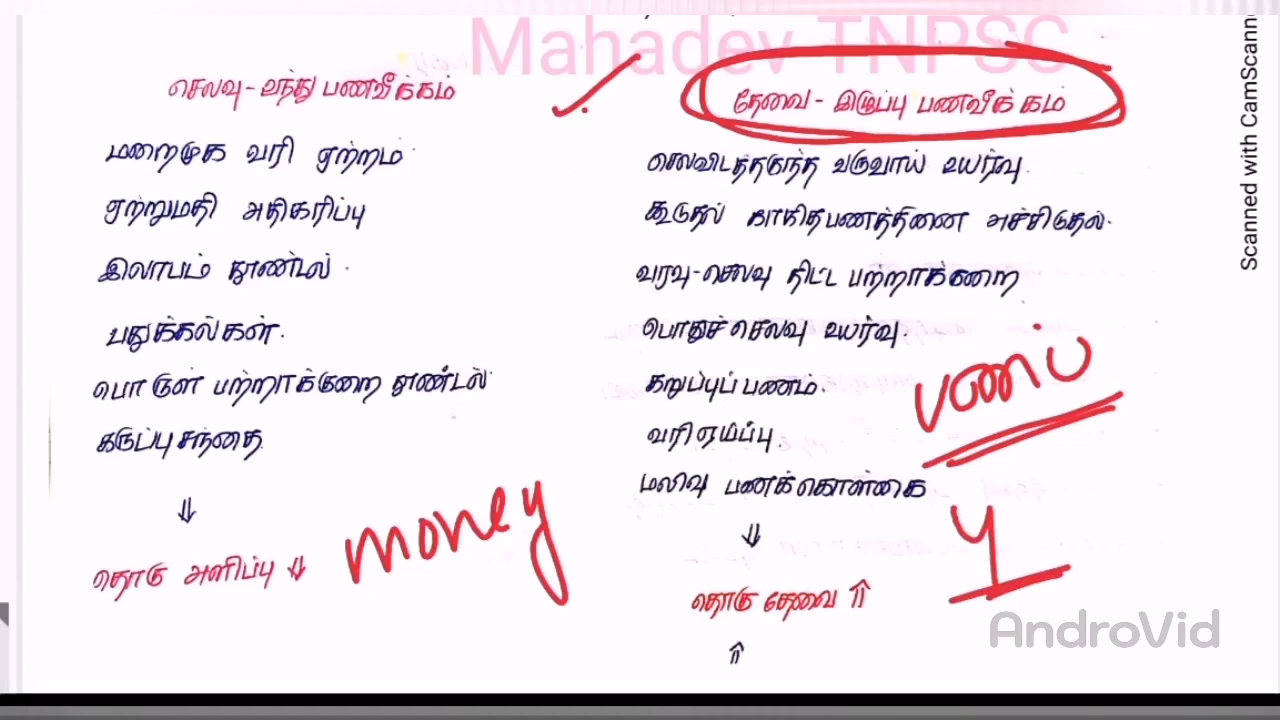 Mahadev TNPSC
செலவு - உந்து பணவீக்கம்
மறைமுக வரி ஏற்றம்
ஏற்றுமதி அதிகரிப்பு
இலாபம் தூண்டல்
பதுக்கல்கள்.
பொருள் பற்றாக்குறை தூண்டல்
கருப்பு சந்தை
⇓
தொகு அளிப்பு ⇓
money
தேவை - இழுப்பு பணவீக்கம்
செலவிடத்தகுந்த வருவாய் உயர்வு.
கூடுதல் காகிதபணத்தினை அச்சிடுதல்.
வரவு-செலவு திட்ட பற்றாக்குறை
பொதுச்செலவு உயர்வு.
கறுப்புப் பணம்.
வரி ஏய்ப்பு.
மலிவு பணக்கொள்கை
⇓
தொகு தேவை ⇑
⇑
பணப்
Scanned with CamScann
AndroVid